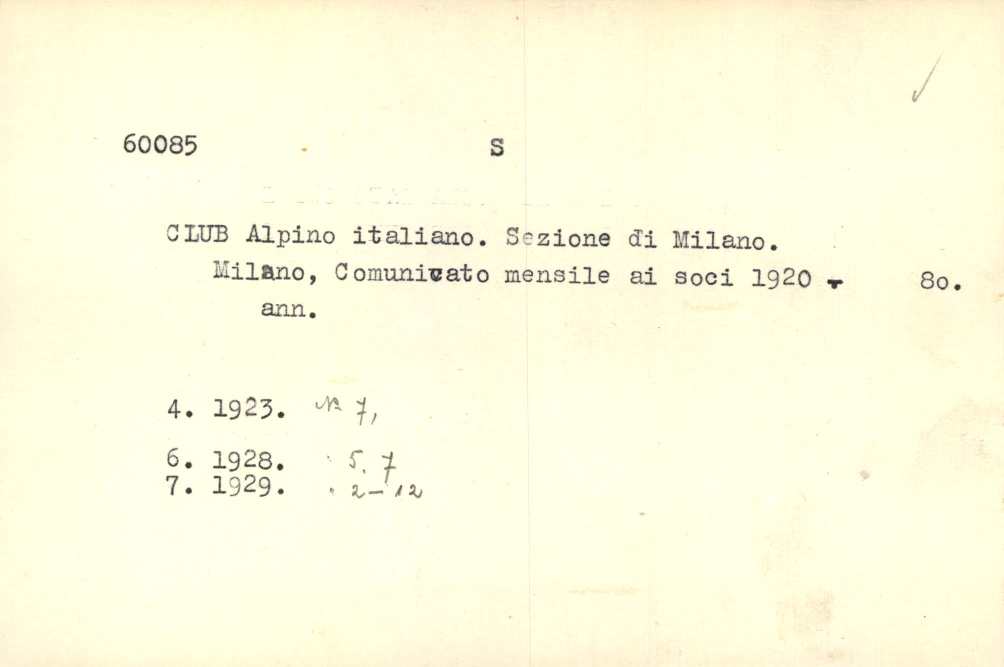 60085 S
CLUB Alpino italiano. Sezione di Milano.
Milano, Comunicato mensile ai soci 1920 - 8o.
ann.
4. 1923. No 7,
6. 1928. 5. 7
7. 1929. 2-12